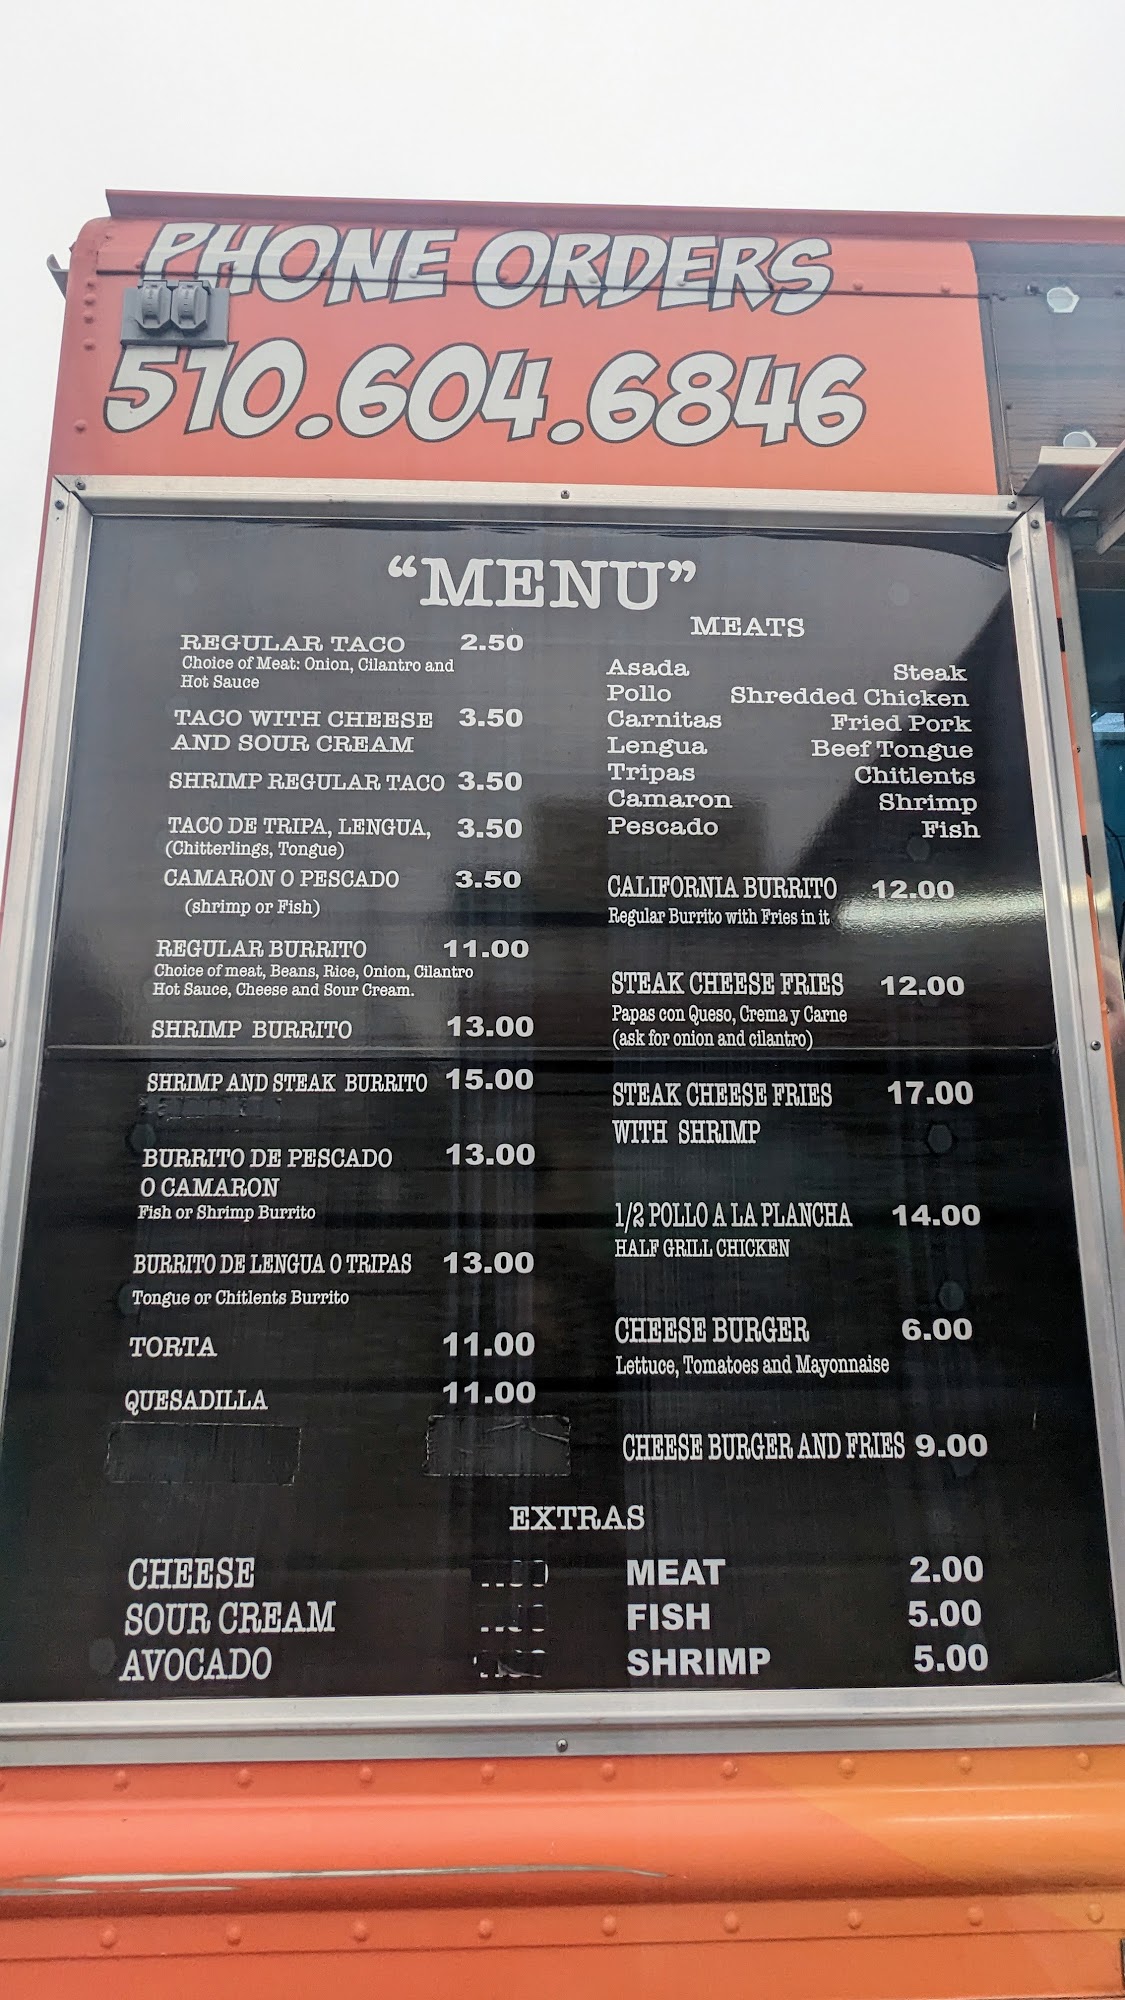 PHONE ORDERS
510.604.6846
“MENU”
REGULAR TACO 2.50
Choice of Meat: Onion, Cilantro and
Hot Sauce
TACO WITH CHEESE 3.50
AND SOUR CREAM
SHRIMP REGULAR TACO 3.50
TACO DE TRIPA, LENGUA, 3.50
(Chitterlings, Tongue)
CAMARON O PESCADO 3.50
(shrimp or Fish)
REGULAR BURRITO 11.00
Choice of meat, Beans, Rice, Onion, Cilantro
Hot Sauce, Cheese and Sour Cream.
SHRIMP BURRITO 13.00
SHRIMP AND STEAK BURRITO 15.00
BURRITO DE PESCADO 13.00
O CAMARON
Fish or Shrimp Burrito
BURRITO DE LENGUA O TRIPAS 13.00
Tongue or Chitlents Burrito
TORTA 11.00
QUESADILLA 11.00
MEATS
Asada Steak
Pollo Shredded Chicken
Carnitas Fried Pork
Lengua Beef Tongue
Tripas Chitlents
Camaron Shrimp
Pescado Fish
CALIFORNIA BURRITO 12.00
Regular Burrito with Fries in it
STEAK CHEESE FRIES 12.00
Papas con Queso, Crema y Carne
(ask for onion and cilantro)
STEAK CHEESE FRIES 17.00
WITH SHRIMP
1/2 POLLO A LA PLANCHA 14.00
HALF GRILL CHICKEN
CHEESE BURGER 6.00
Lettuce, Tomatoes and Mayonnaise
CHEESE BURGER AND FRIES 9.00
EXTRAS
CHEESE
SOUR CREAM
AVOCADO
MEAT 2.00
FISH 5.00
SHRIMP 5.00